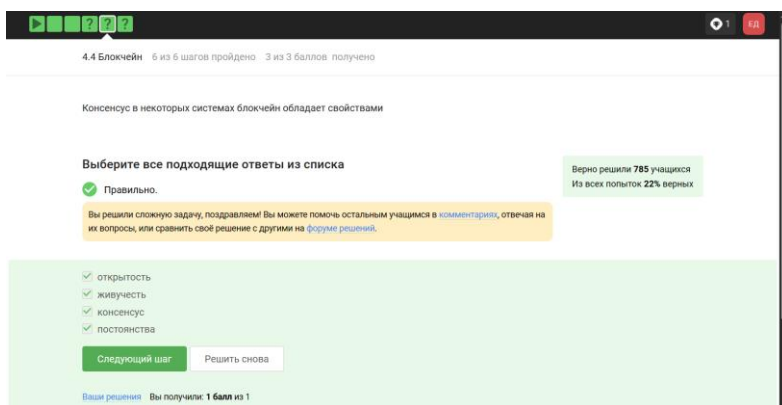 ? ? ?
1 ЕД
4.4 Блокчейн 6 из 6 шагов пройдено 3 из 3 баллов получено
Консенсус в некоторых системах блокчейн обладает свойствами
Выберите все подходящие ответы из списка
Правильно.
Верно решили 785 учащихся
Из всех попыток 22% верных
Вы решили сложную задачу, поздравляем! Вы можете помочь остальным учащимся в комментариях, отвечая на
их вопросы, или сравнить своё решение с другими на форуме решений.
открытость
живучесть
консенсус
постоянства
Следующий шаг Решить снова
Ваши решения Вы получили: 1 балл из 1